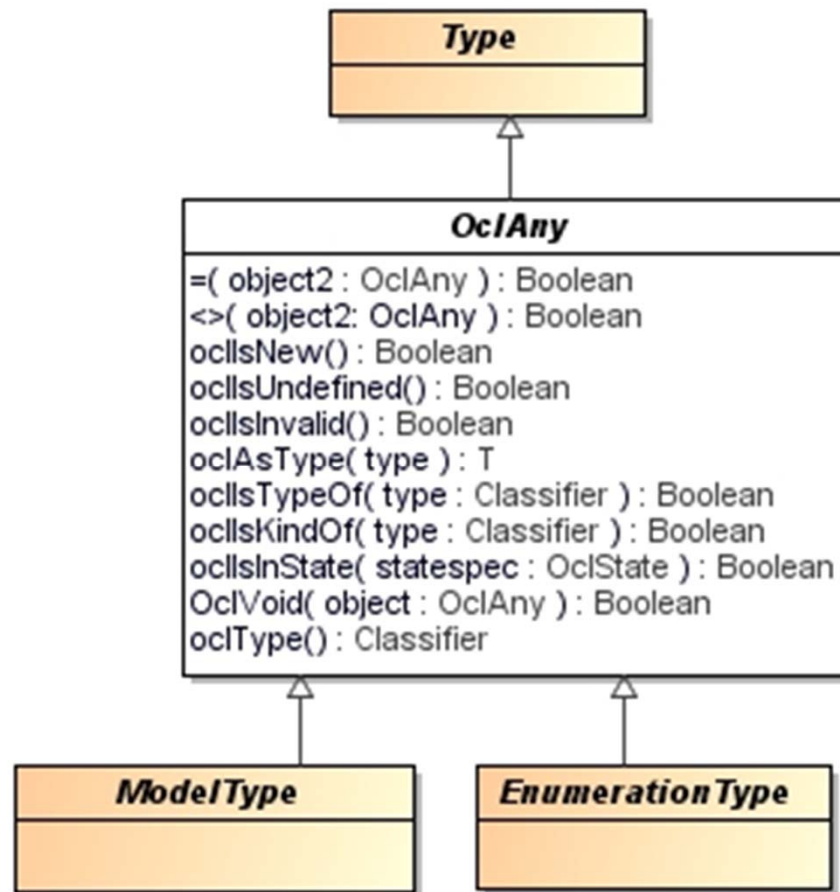 Type
OclAny
=( object2 : OclAny ) : Boolean
<>( object2: OclAny ) : Boolean
oclIsNew() : Boolean
oclIsUndefined() : Boolean
oclIsInvalid() : Boolean
oclAsType( type ) : T
oclIsTypeOf( type : Classifier ) : Boolean
oclIsKindOf( type : Classifier ) : Boolean
oclIsInState( statespec : OclState ) : Boolean
OclVoid( object : OclAny ) : Boolean
oclType() : Classifier
ModelType EnumerationType